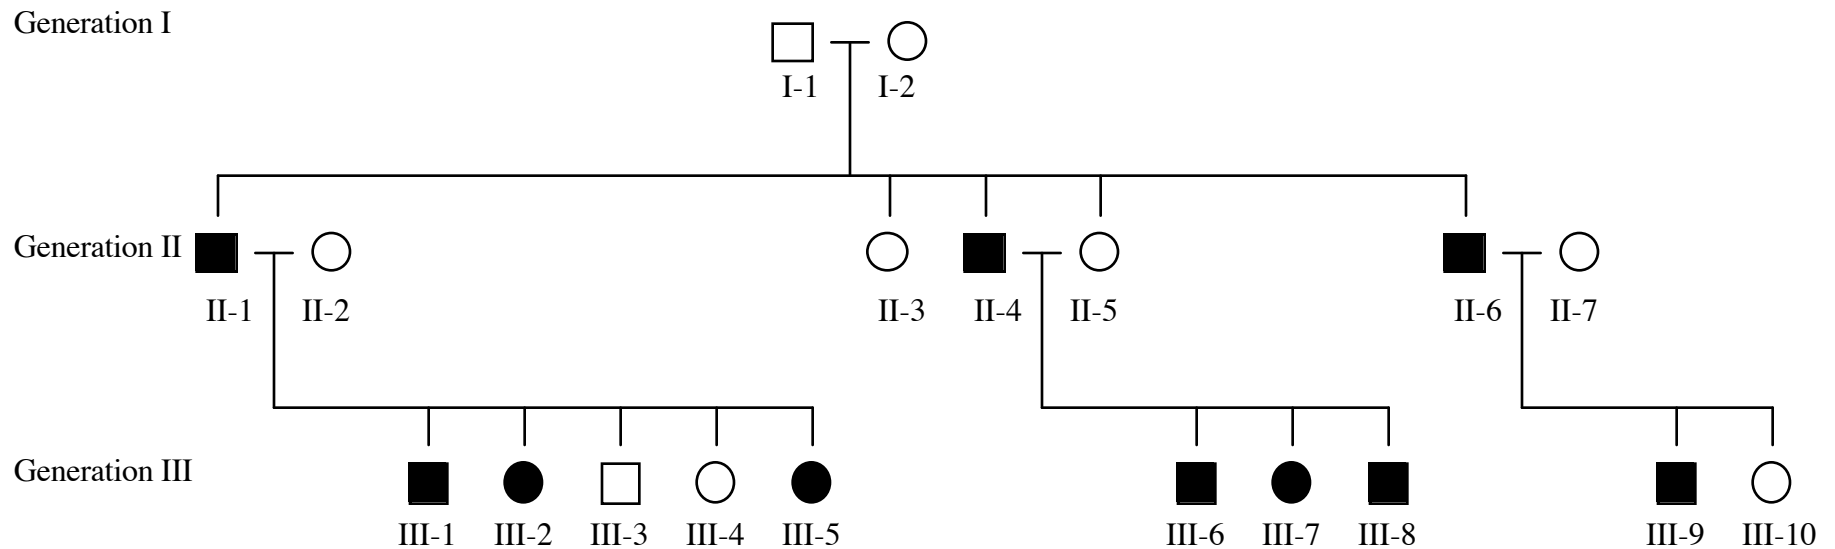 Generation I
I-1 I-2
Generation II
II-1 II-2 II-3 II-4 II-5 II-6 II-7
Generation III
III-1 III-2 III-3 III-4 III-5 III-6 III-7 III-8 III-9 III-10